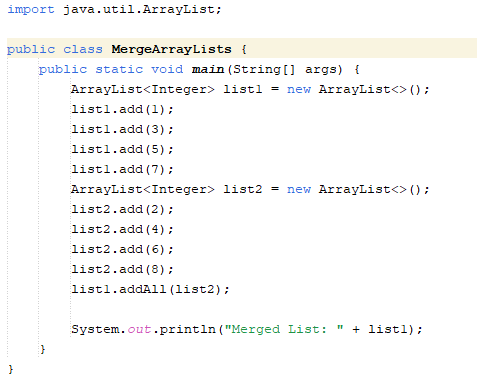 import java.util.ArrayList;
public class MergeArrayLists {
public static void main(String[] args) {
ArrayList<Integer> list1 = new ArrayList<>();
list1.add(1);
list1.add(3);
list1.add(5);
list1.add(7);
ArrayList<Integer> list2 = new ArrayList<>();
list2.add(2);
list2.add(4);
list2.add(6);
list2.add(8);
list1.addAll(list2);
System.out.println("Merged List: " + list1);
}
}